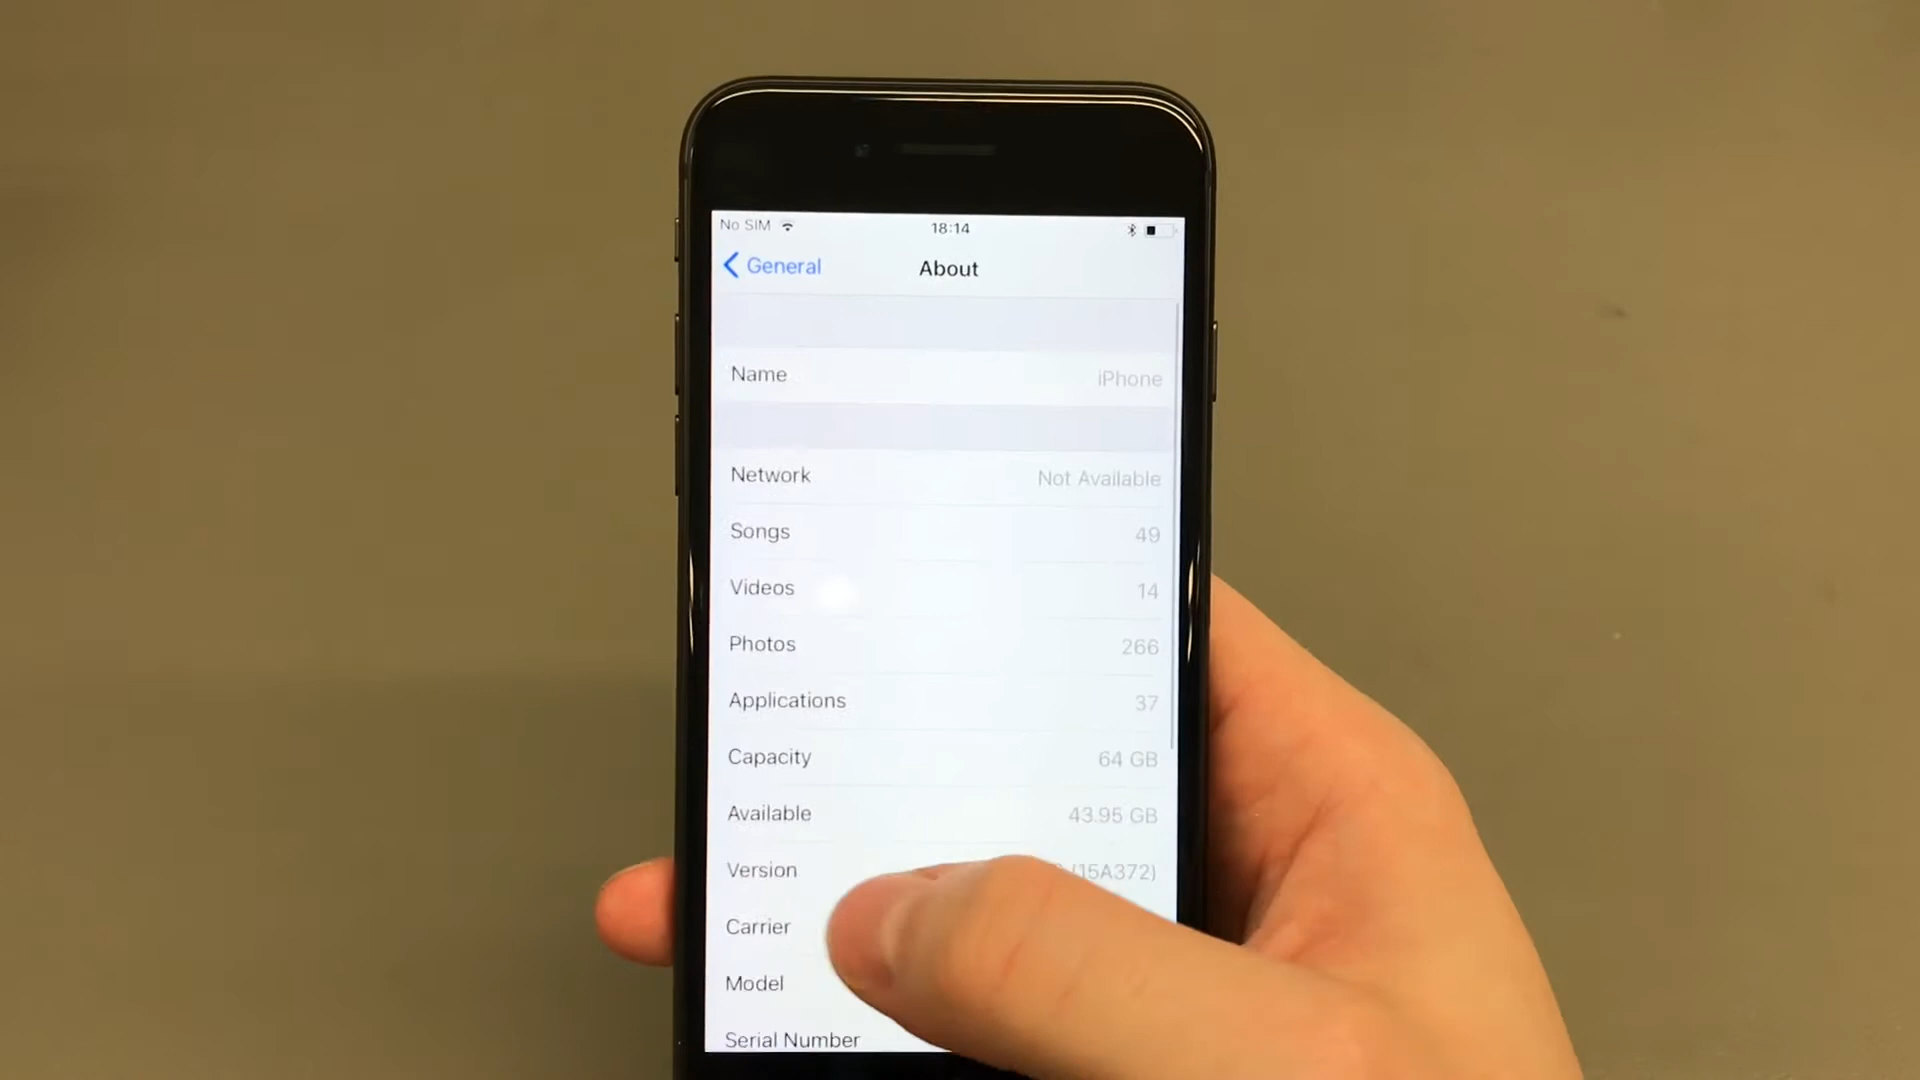 No SIM 18:14
General About
Name iPhone
Network Not Available
Songs 49
Videos 14
Photos 266
Applications 37
Capacity 64 GB
Available 43.95 GB
Version (15A372)
Carrier
Model
Serial Number